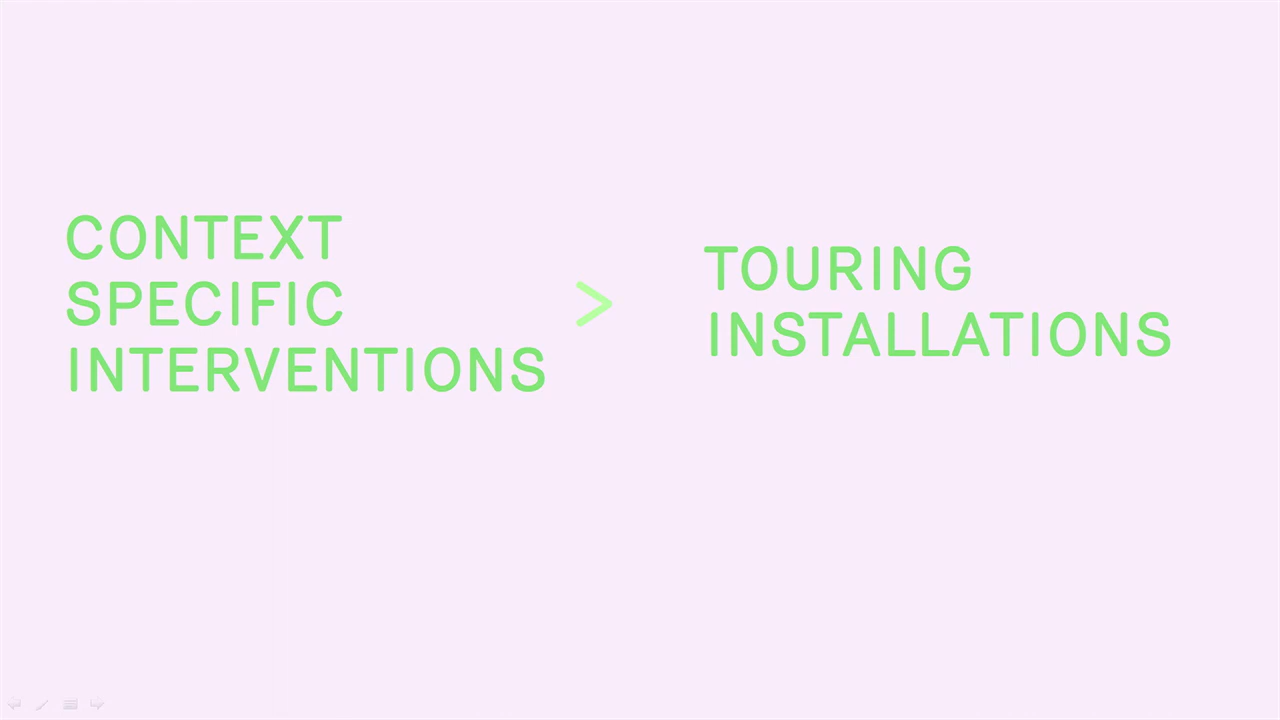 CONTEXT
SPECIFIC
INTERVENTIONS
>
TOURING
INSTALLATIONS